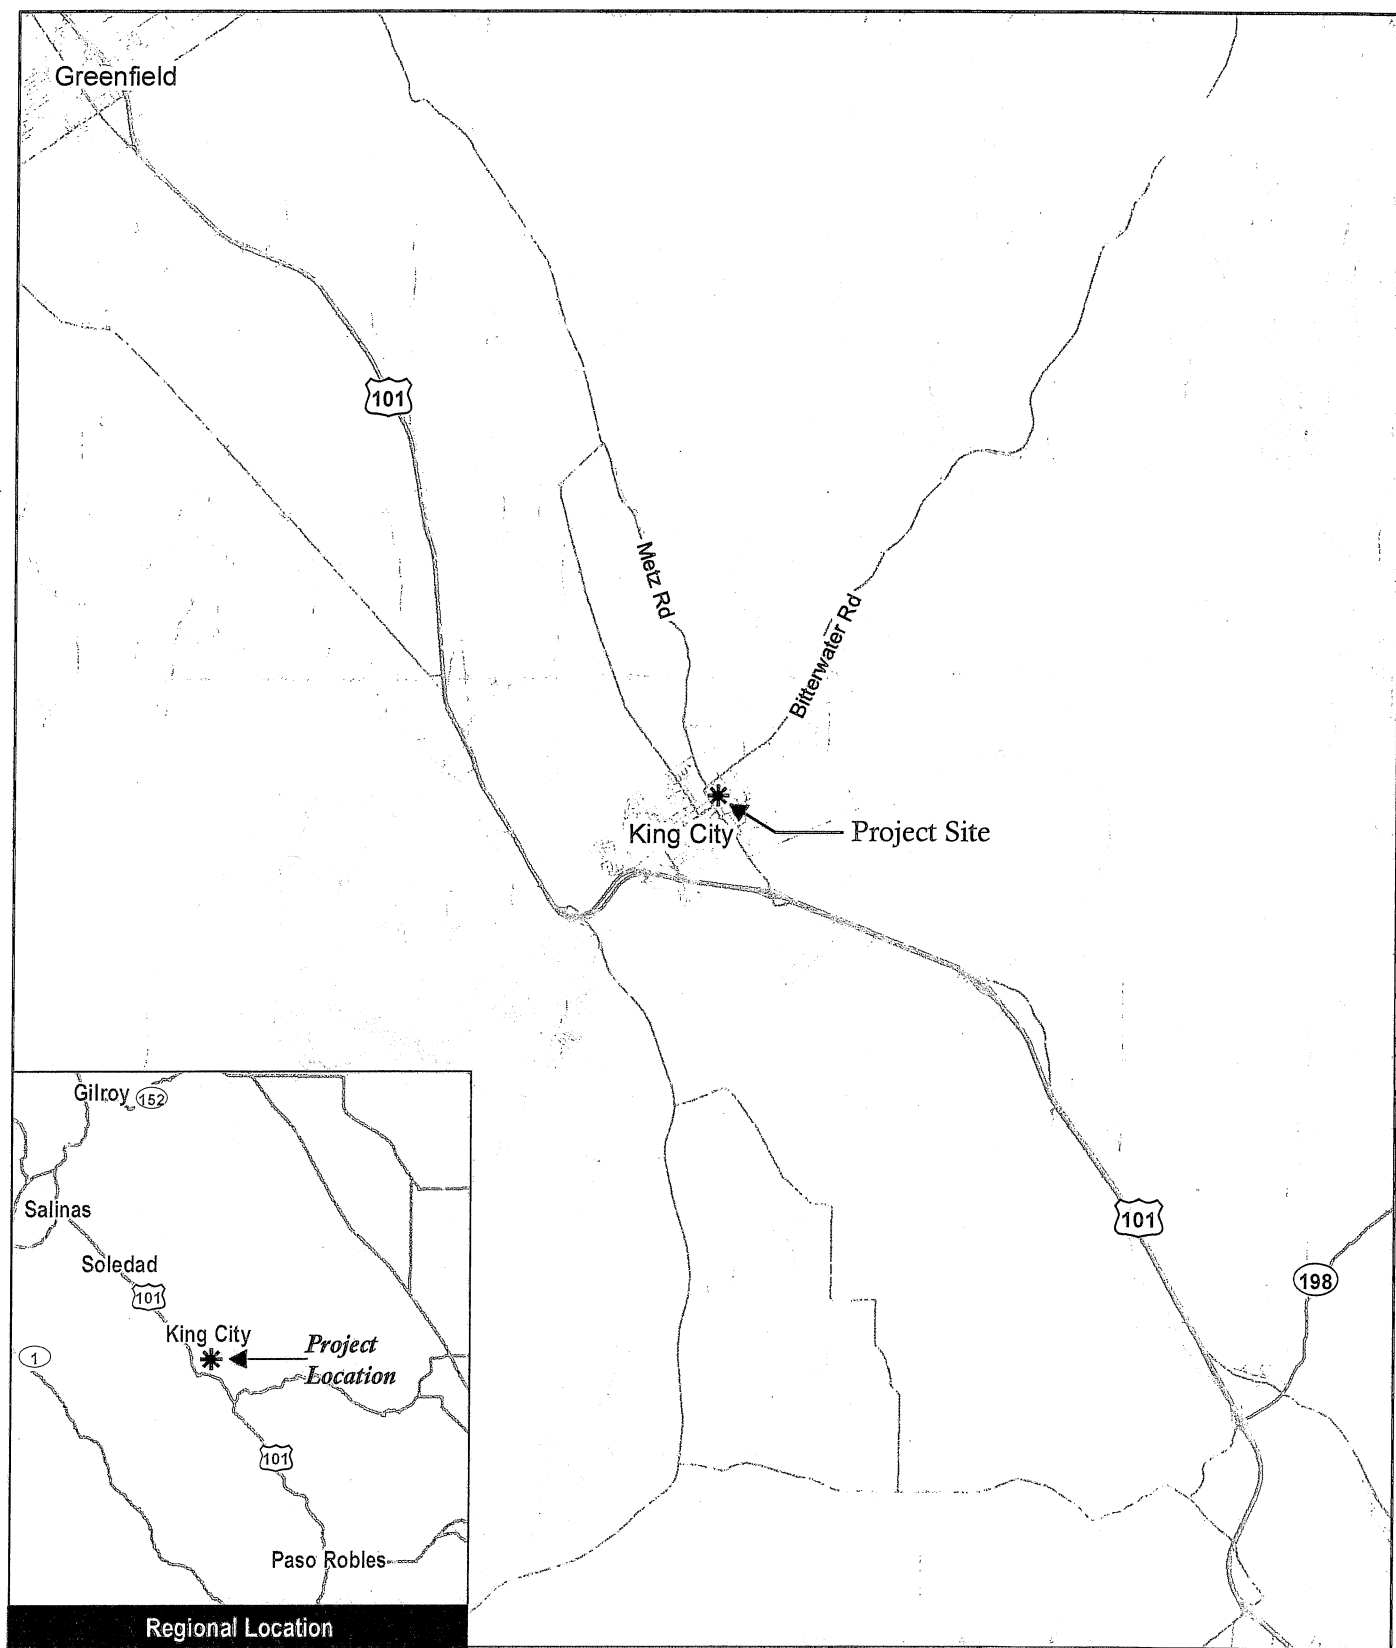 Greenfield
101
Metz Rd
Bitterwater Rd
King City
Project Site
101
198
Gilroy
152
Salinas
Soledad
101
King City
Project
Location
1
101
Paso Robles
Regional Location